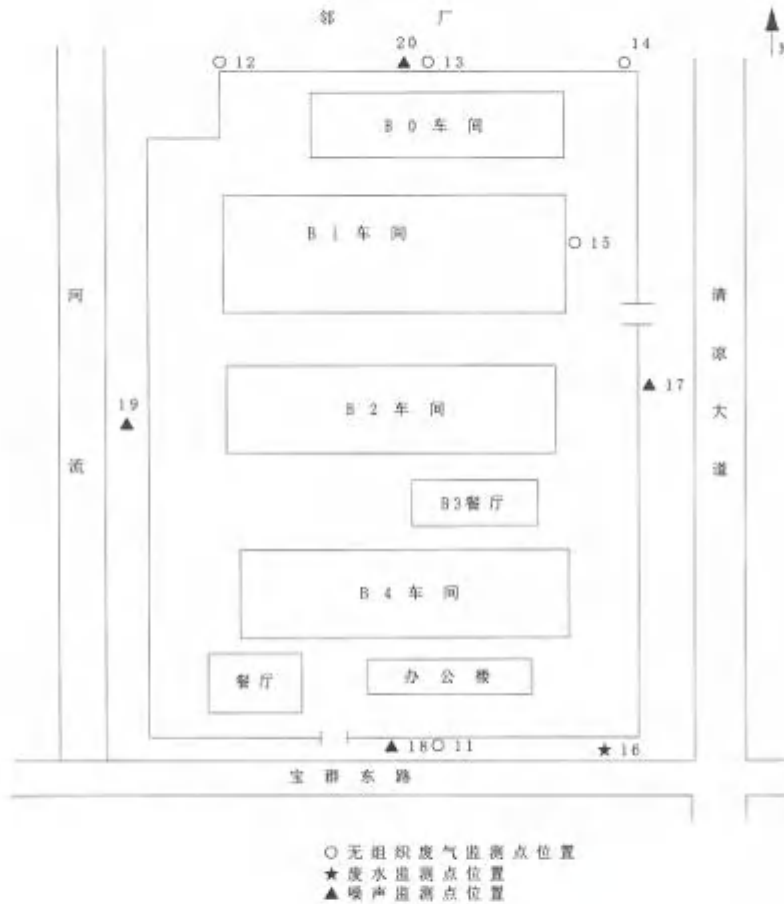 邻 厂
N
12
20
13
14
B 0 车 间
B 1 车 间
15
河 流
清 凉 大 道
17
19
B 2 车 间
B3餐厅
B 4 车 间
餐厅
办 公 楼
18
11
16
宝 群 东 路
○ 无 组 织 废 气 监 测 点 位 置
★ 废 水 监 测 点 位 置
▲ 噪 声 监 测 点 位 置